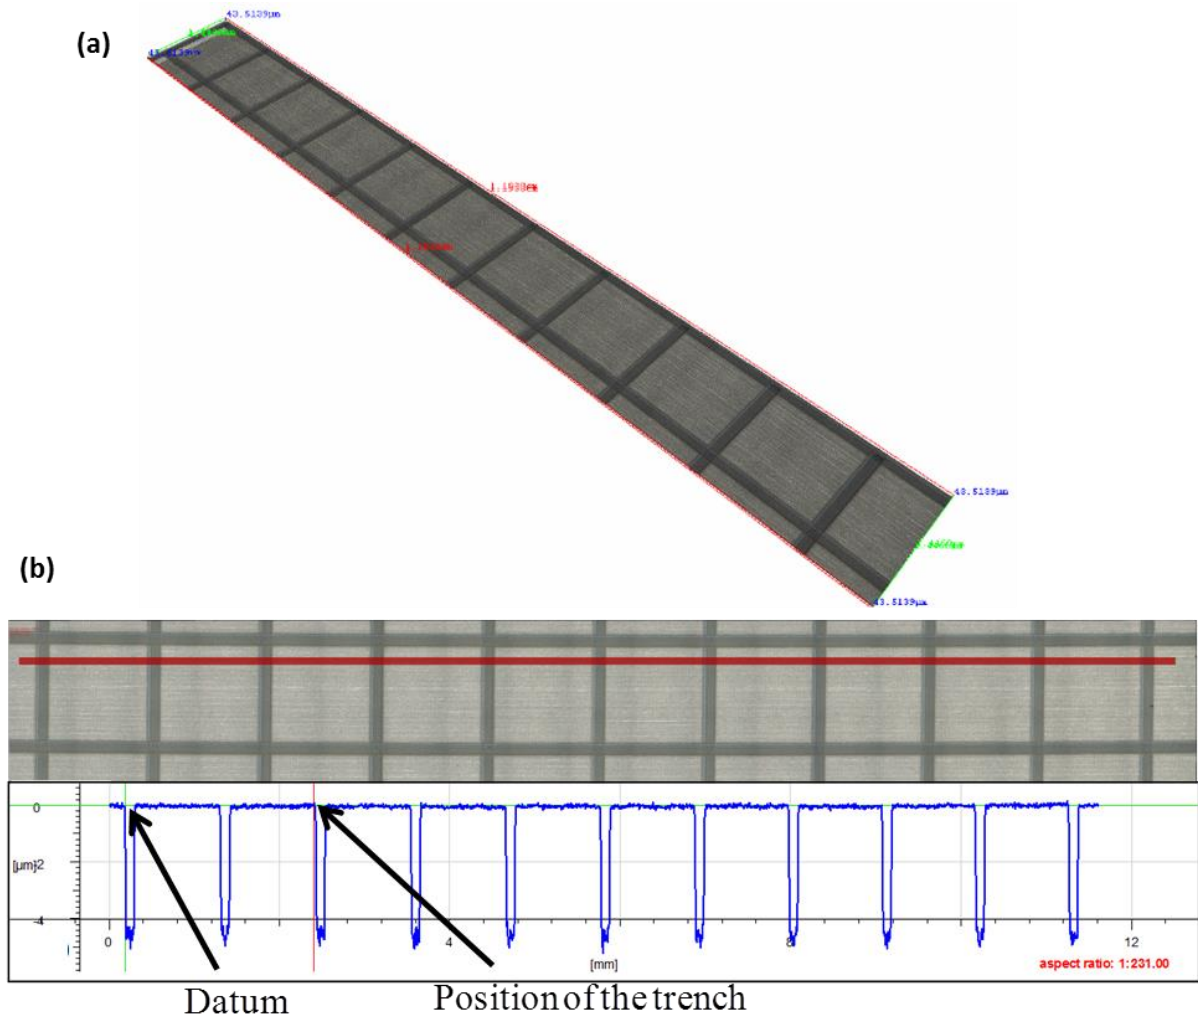 (a)
43.5139µm
1.1988cm
43.5139µm
43.5139µm
(b)
0
[µm]
-2
-4
0
4
8
12
[mm]
aspect ratio: 1:231.00
Datum
Position of the trench